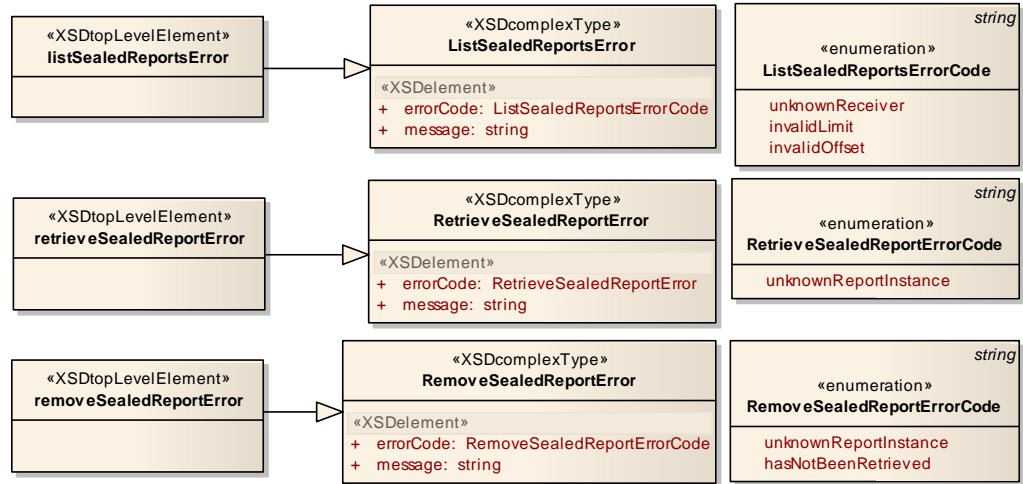 «XSDtopLevelElement»
listSealedReportsError
«XSDcomplexType»
ListSealedReportsError
«XSDelement»
+ errorCode: ListSealedReportsErrorCode
+ message: string
string
«enumeration»
ListSealedReportsErrorCode
unknownReceiver
invalidLimit
invalidOffset
«XSDtopLevelElement»
retrieveSealedReportError
«XSDcomplexType»
RetrieveSealedReportError
«XSDelement»
+ errorCode: RetrieveSealedReportError
+ message: string
string
«enumeration»
RetrieveSealedReportErrorCode
unknownReportInstance
«XSDtopLevelElement»
removeSealedReportError
«XSDcomplexType»
RemoveSealedReportError
«XSDelement»
+ errorCode: RemoveSealedReportErrorCode
+ message: string
string
«enumeration»
RemoveSealedReportErrorCode
unknownReportInstance
hasNotBeenRetrieved